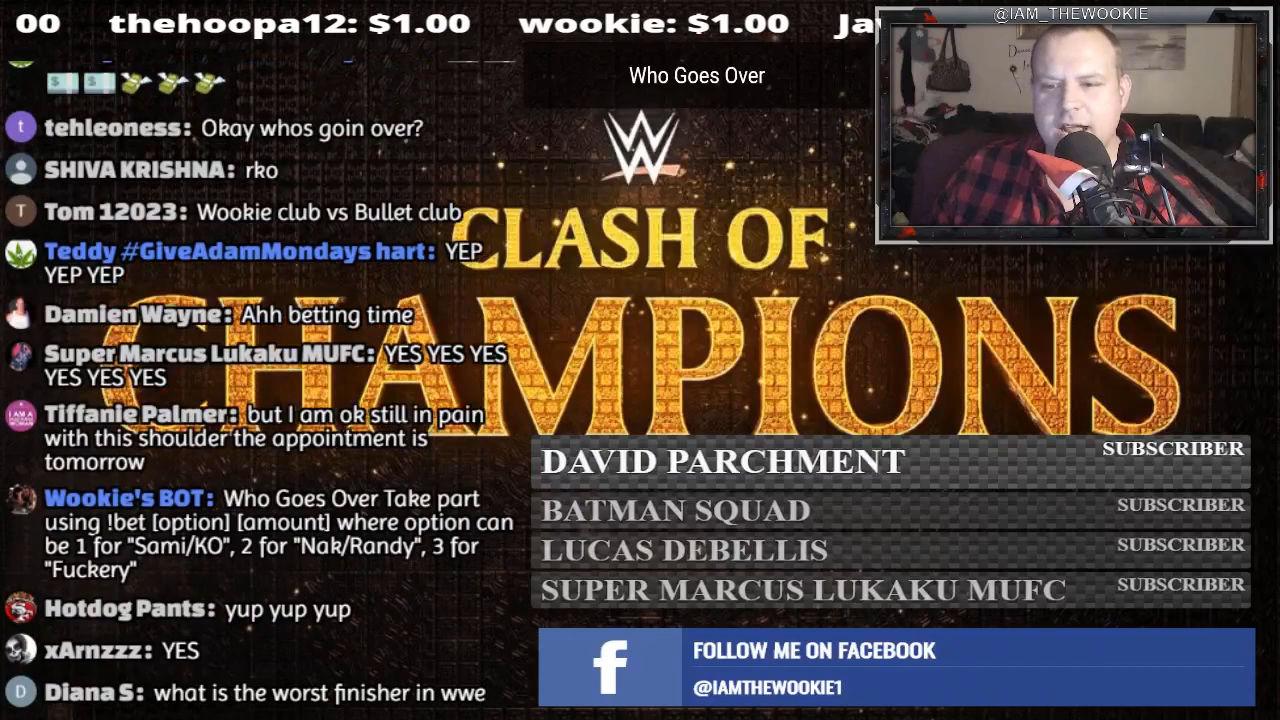 00 thehoopa12: $1.00 wookie: $1.00 Ja
@IAM_THEWOOKIE
Who Goes Over
tehleoness: Okay whos goin over?
SHIVA KRISHNA: rko
Tom 12023: Wookie club vs Bullet club
Teddy #GiveAdamMondays hart: YEP
YEP YEP
Damien Wayne: Ahh betting time
Super Marcus Lukaku MUFC: YES YES YES
YES YES YES
Tiffanie Palmer: but I am ok still in pain
with this shoulder the appointment is
tomorrow
Wookie's BOT: Who Goes Over Take part
using !bet [option] [amount] where option can
be 1 for "Sami/KO", 2 for "Nak/Randy", 3 for
"Fuckery"
Hotdog Pants: yup yup yup
xArnzzz: YES
Diana S: what is the worst finisher in wwe
W
CLASH OF
CHAMPIONS
DAVID PARCHMENT SUBSCRIBER
BATMAN SQUAD SUBSCRIBER
LUCAS DEBELLIS SUBSCRIBER
SUPER MARCUS LUKAKU MUFC SUBSCRIBER
f
FOLLOW ME ON FACEBOOK
@IAMTHEWOOKIE1